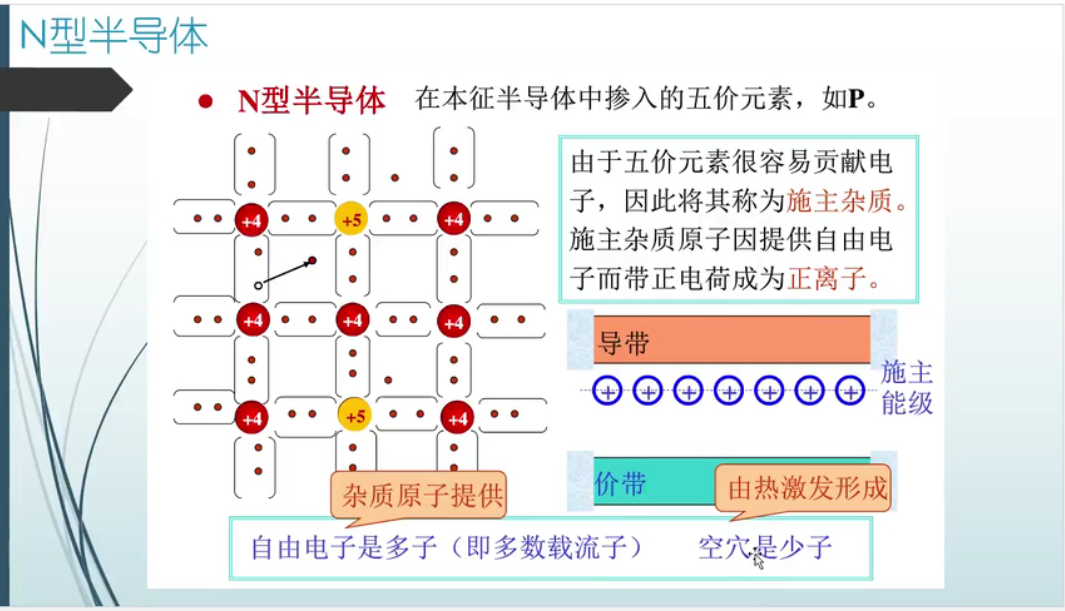 N型半导体
● N型半导体 在本征半导体中掺入的五价元素，如P。
由于五价元素很容易贡献电
子，因此将其称为施主杂质。
施主杂质原子因提供自由电
子而带正电荷成为正离子。
+4 +5 +4
+4 +4 +4
+4 +5 +4
导带
+ + + + + + +
施主
能级
价带
杂质原子提供
由热激发形成
自由电子是多子（即多数载流子） 空穴是少子